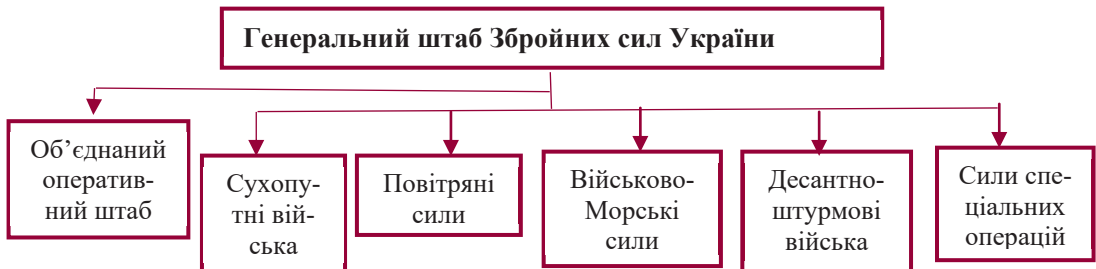 Генеральний штаб Збройних сил України
Об’єднаний
оператив-
ний штаб
Сухопу-
тні вій-
ська
Повітряні
сили
Військово-
Морські
сили
Десантно-
штурмові
війська
Сили спе-
ціальних
операцій